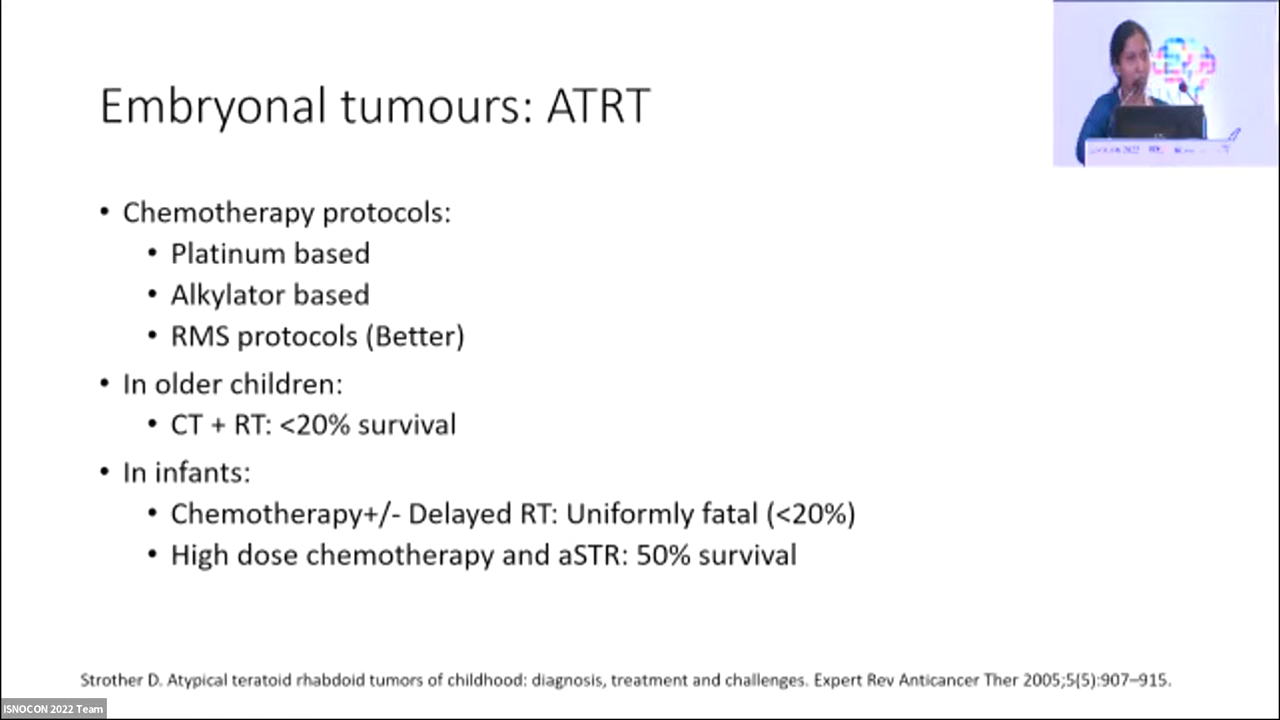 Embryonal tumours: ATRT
• Chemotherapy protocols:
• Platinum based
• Alkylator based
• RMS protocols (Better)
• In older children:
• CT + RT: <20% survival
• In infants:
• Chemotherapy+/- Delayed RT: Uniformly fatal (<20%)
• High dose chemotherapy and aSTR: 50% survival
Strother D. Atypical teratoid rhabdoid tumors of childhood: diagnosis, treatment and challenges. Expert Rev Anticancer Ther 2005;5(5):907–915.
ISNOCON 2022 Team